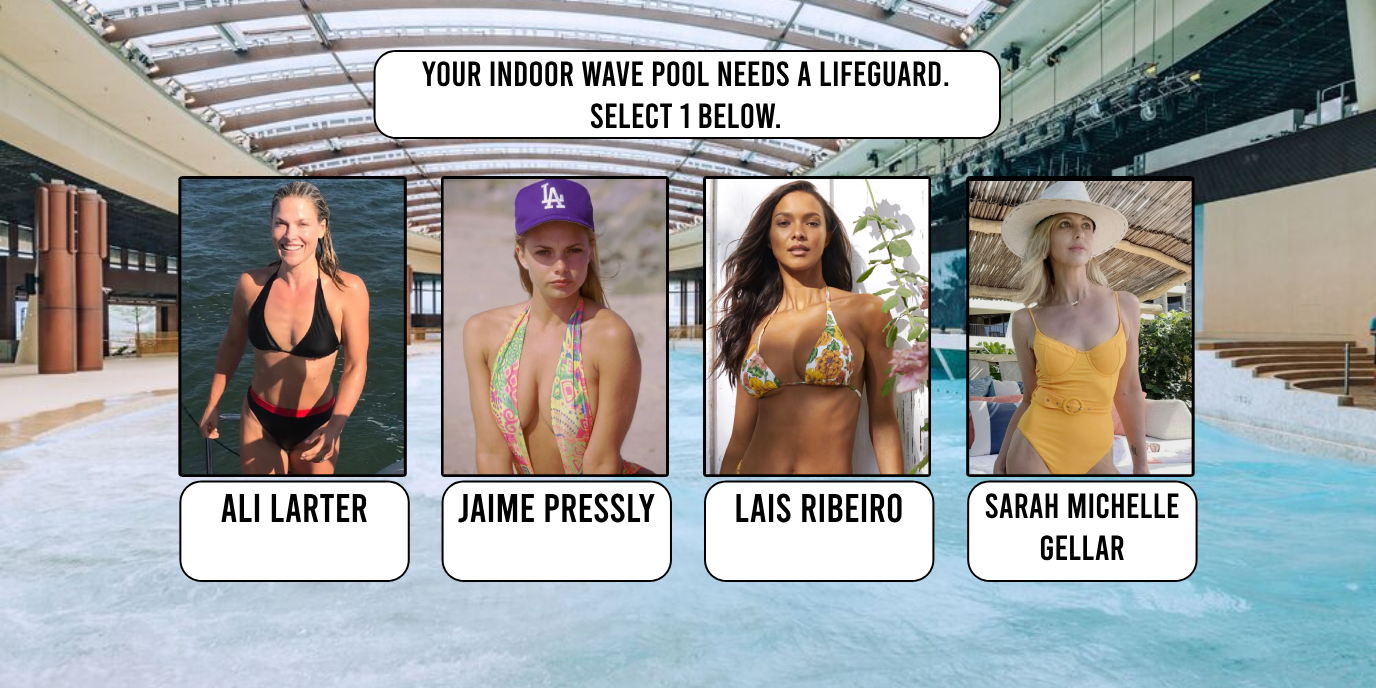 YOUR INDOOR WAVE POOL NEEDS A LIFEGUARD.
SELECT 1 BELOW.
LA
ALI LARTER
JAIME PRESSLY
LAIS RIBEIRO
SARAH MICHELLE
GELLAR